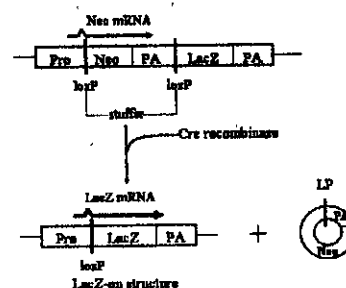 Neo mRNA
Pro Neo PA LacZ PA
loxP loxP
stuffer
Cre recombinase
LacZ mRNA
LP
Pro LacZ PA + PA
Neo
loxP
LacZ-on structure